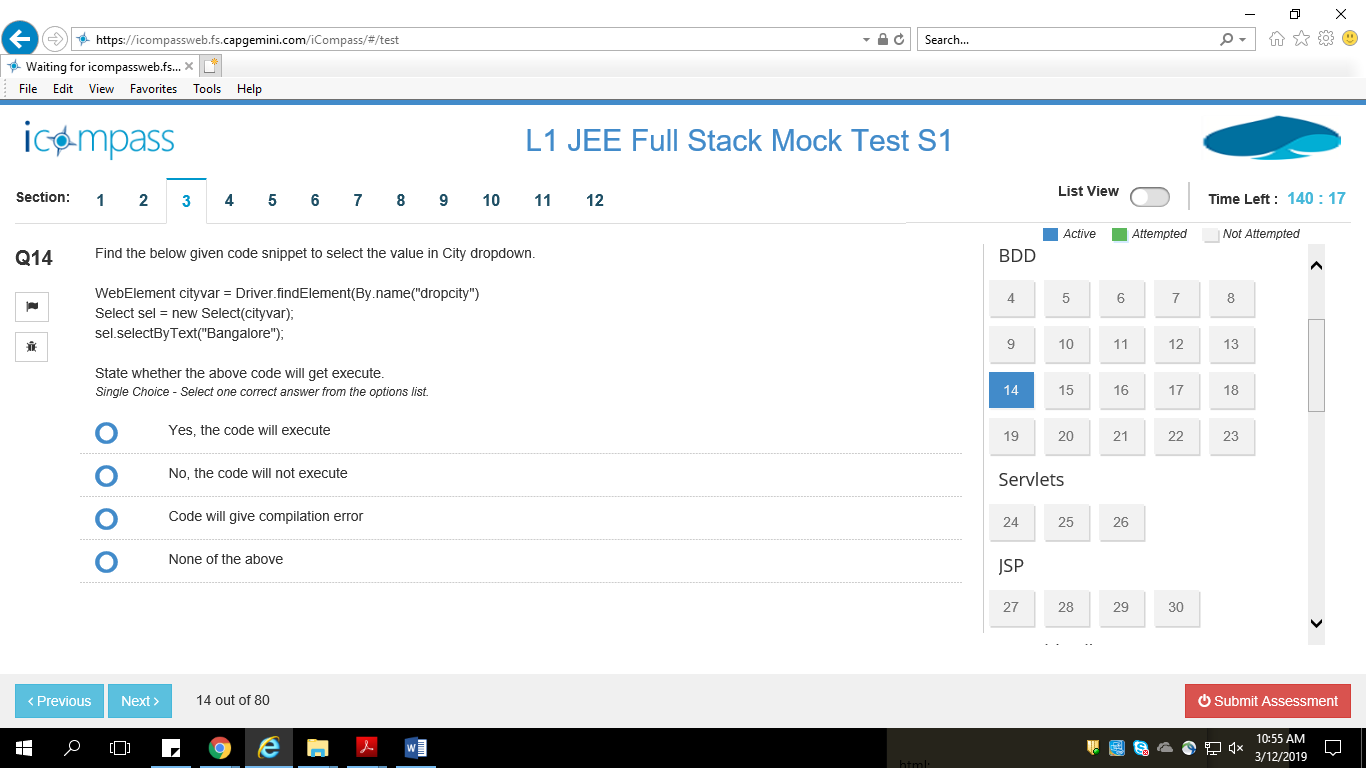 https://icompassweb.fs.capgemini.com/iCompass/#/test
Search...
Waiting for icompassweb.fs...
File Edit View Favorites Tools Help
icompass
L1 JEE Full Stack Mock Test S1
Section: 1 2 3 4 5 6 7 8 9 10 11 12
List View
Time Left : 140 : 17
Active Attempted Not Attempted
Q14
Find the below given code snippet to select the value in City dropdown.
WebElement cityvar = Driver.findElement(By.name("dropcity")
Select sel = new Select(cityvar);
sel.selectByText("Bangalore");
State whether the above code will get execute.
Single Choice - Select one correct answer from the options list.
Yes, the code will execute
No, the code will not execute
Code will give compilation error
None of the above
BDD
4 5 6 7 8
9 10 11 12 13
14 15 16 17 18
19 20 21 22 23
Servlets
24 25 26
JSP
27 28 29 30
Previous Next 14 out of 80
Submit Assessment
10:55 AM
3/12/2019
html: